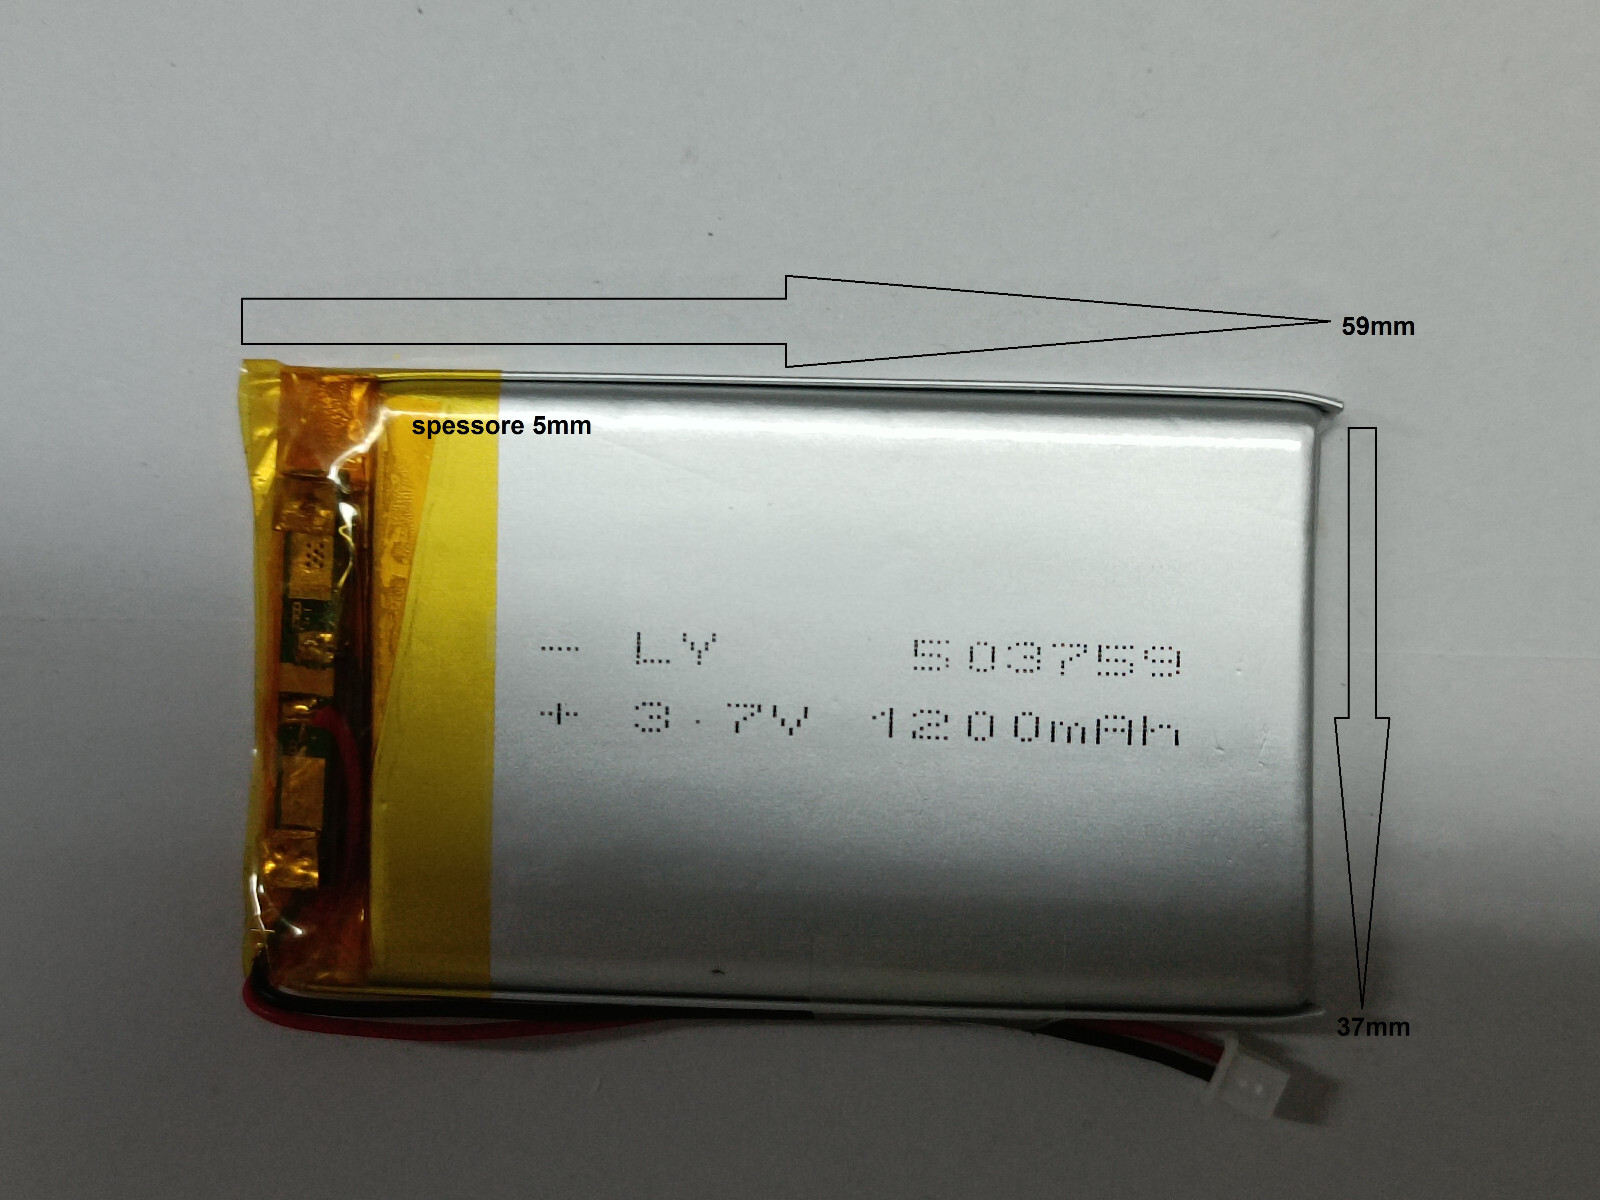 59mm
spessore 5mm
- LY 503759
+ 3.7V 1200mAh
37mm